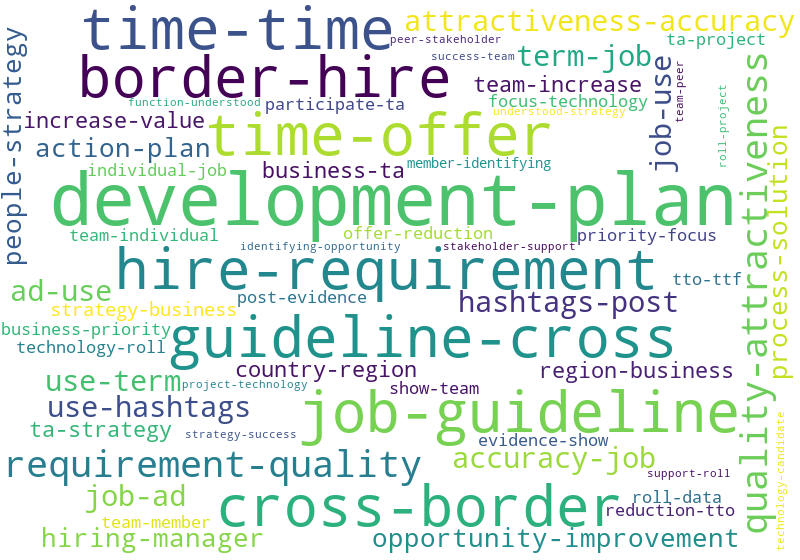 time-time
attractiveness-accuracy
peer-stakeholder
ta-project
people-strategy
border-hire
success-team
term-job
job-use
team-peer
quality-attractiveness
team-increase
function-understood
participate-ta
focus-technology
understood-strategy
roll-project
increase-value
time-offer
process-solution
action-plan
individual-job
business-ta
member-identifying
development-plan
team-individual
offer-reduction
priority-focus
identifying-opportunity
stakeholder-support
hire-requirement
tto-ttf
ad-use
post-evidence
hashtags-post
strategy-business
business-priority
guideline-cross
technology-roll
country-region
region-business
use-term
project-technology
show-team
use-hashtags
job-guideline
technology-candidate
ta-strategy
strategy-success
evidence-show
requirement-quality
accuracy-job
support-roll
job-ad
cross-border
roll-data
reduction-tto
team-member
hiring-manager
opportunity-improvement